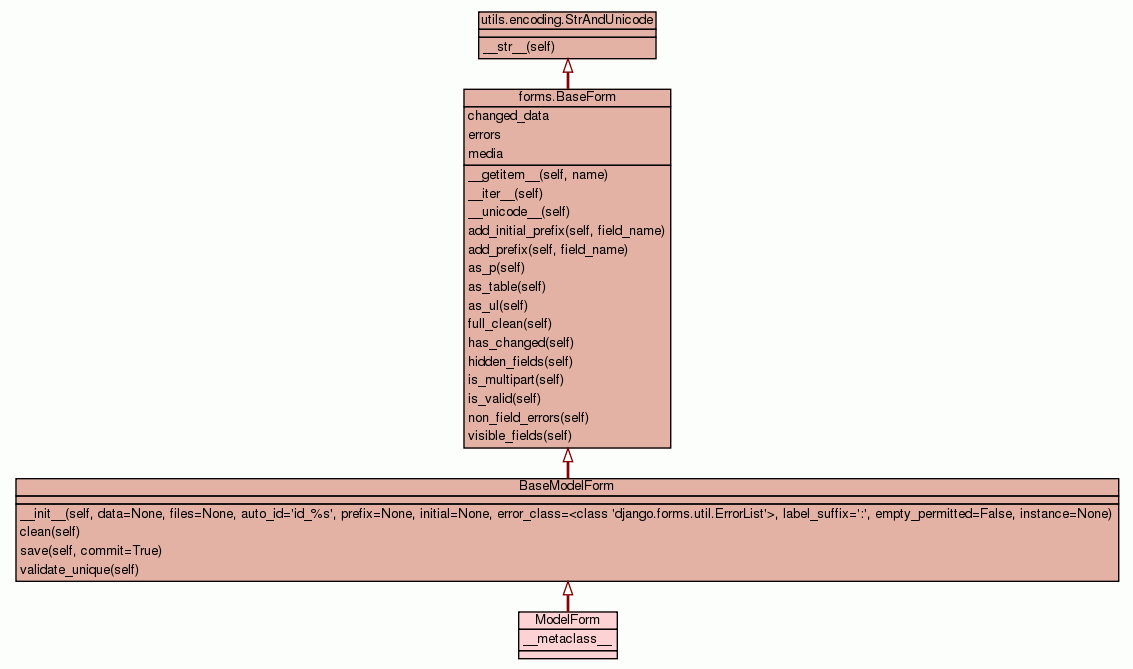 utils.encoding.StrAndUnicode
__str__(self)
forms.BaseForm
changed_data
errors
media
__getitem__(self, name)
__iter__(self)
__unicode__(self)
add_initial_prefix(self, field_name)
add_prefix(self, field_name)
as_p(self)
as_table(self)
as_ul(self)
full_clean(self)
has_changed(self)
hidden_fields(self)
is_multipart(self)
is_valid(self)
non_field_errors(self)
visible_fields(self)
BaseModelForm
__init__(self, data=None, files=None, auto_id='id_%s', prefix=None, initial=None, error_class=<class 'django.forms.util.ErrorList'>, label_suffix=':', empty_permitted=False, instance=None)
clean(self)
save(self, commit=True)
validate_unique(self)
ModelForm
__metaclass__